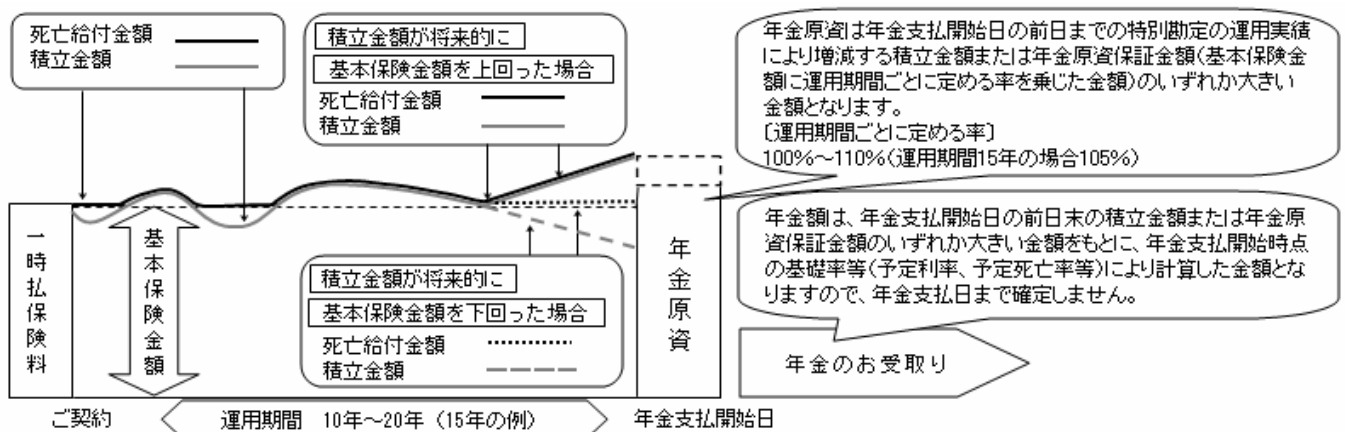 死亡給付金額
積立金額
積立金額が将来的に
基本保険金額を上回った場合
死亡給付金額
積立金額
年金原資は年金支払開始日の前日までの特別勘定の運用実績
により増減する積立金額または年金原資保証金額(基本保険金
額に運用期間ごとに定める率を乗じた金額)のいずれか大きい
金額となります。
〔運用期間ごとに定める率〕
100%～110%(運用期間15年の場合105%)
一時払保険料
基本保険金額
積立金額が将来的に
基本保険金額を下回った場合
死亡給付金額
積立金額
年金原資
年金額は、年金支払開始日の前日末の積立金額または年金原
資保証金額のいずれか大きい金額をもとに、年金支払開始時点
の基礎率等(予定利率、予定死亡率等)により計算した金額とな
りますので、年金支払日まで確定しません。
年金のお受取り
ご契約
運用期間 10年～20年 (15年の例)
年金支払開始日